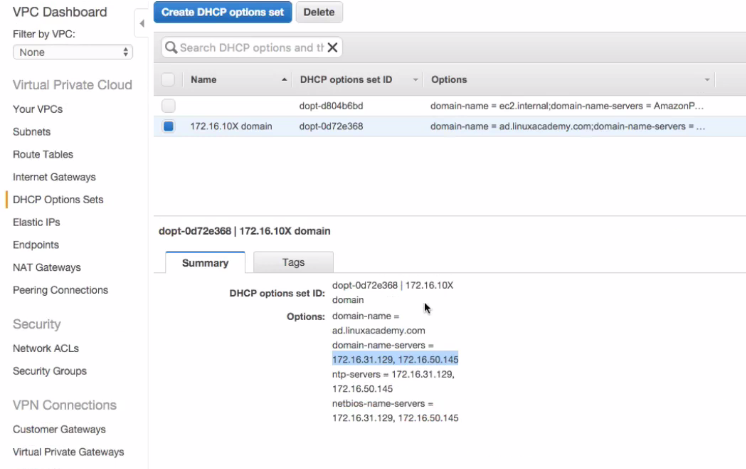 VPC Dashboard
Filter by VPC:
None
Virtual Private Cloud
Your VPCs
Subnets
Route Tables
Internet Gateways
DHCP Options Sets
Elastic IPs
Endpoints
NAT Gateways
Peering Connections
Security
Network ACLs
Security Groups
VPN Connections
Customer Gateways
Virtual Private Gateways
Create DHCP options set
Delete
Search DHCP options and th
Name DHCP options set ID Options
dopt-d804b6bd domain-name = ec2.internal;domain-name-servers = AmazonP...
172.16.10X domain dopt-0d72e368 domain-name = ad.linuxacademy.com;domain-name-servers = ...
dopt-0d72e368 | 172.16.10X domain
Summary Tags
DHCP options set ID: dopt-0d72e368 | 172.16.10X
domain
Options: domain-name =
ad.linuxacademy.com
domain-name-servers =
172.16.31.129, 172.16.50.145
ntp-servers = 172.16.31.129,
172.16.50.145
netbios-name-servers =
172.16.31.129, 172.16.50.145